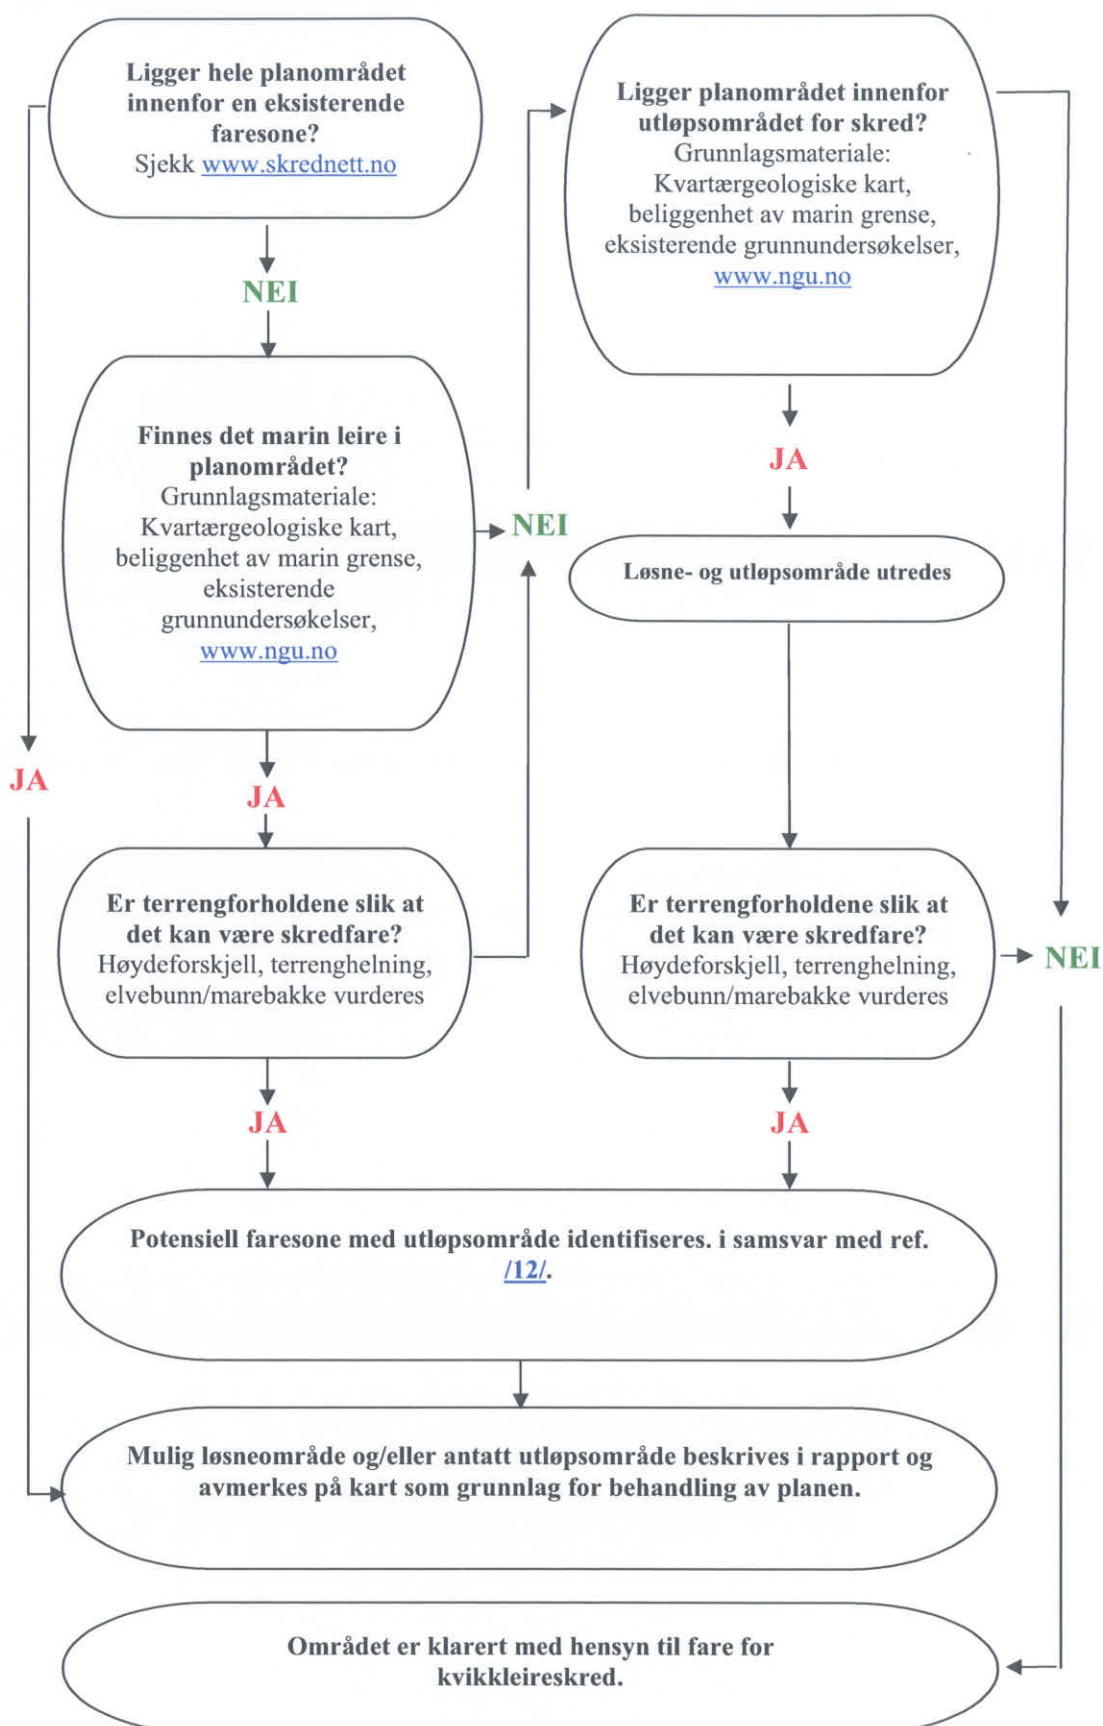 Ligger hele planområdet
innenfor en eksisterende
faresone?
Sjekk www.skrednett.no
NEI
Finnes det marin leire i
planområdet?
Grunnlagsmateriale:
Kvartærgeologiske kart,
beliggenhet av marin grense,
eksisterende
grunnundersøkelser,
www.ngu.no
NEI
JA
JA
Er terrengforholdene slik at
det kan være skredfare?
Høydeforskjell, terrenghelning,
elvebunn/marebakke vurderes
JA
Ligger planområdet innenfor
utløpsområdet for skred?
Grunnlagsmateriale:
Kvartærgeologiske kart,
beliggenhet av marin grense,
eksisterende grunnundersøkelser,
www.ngu.no
JA
Løsne- og utløpsområde utredes
Er terrengforholdene slik at
det kan være skredfare?
Høydeforskjell, terrenghelning,
elvebunn/marebakke vurderes
NEI
JA
Potensiell faresone med utløpsområde identifiseres. i samsvar med ref.
/12/.
Mulig løsneområde og/eller antatt utløpsområde beskrives i rapport og
avmerkes på kart som grunnlag for behandling av planen.
Området er klarert med hensyn til fare for
kvikkleireskred.